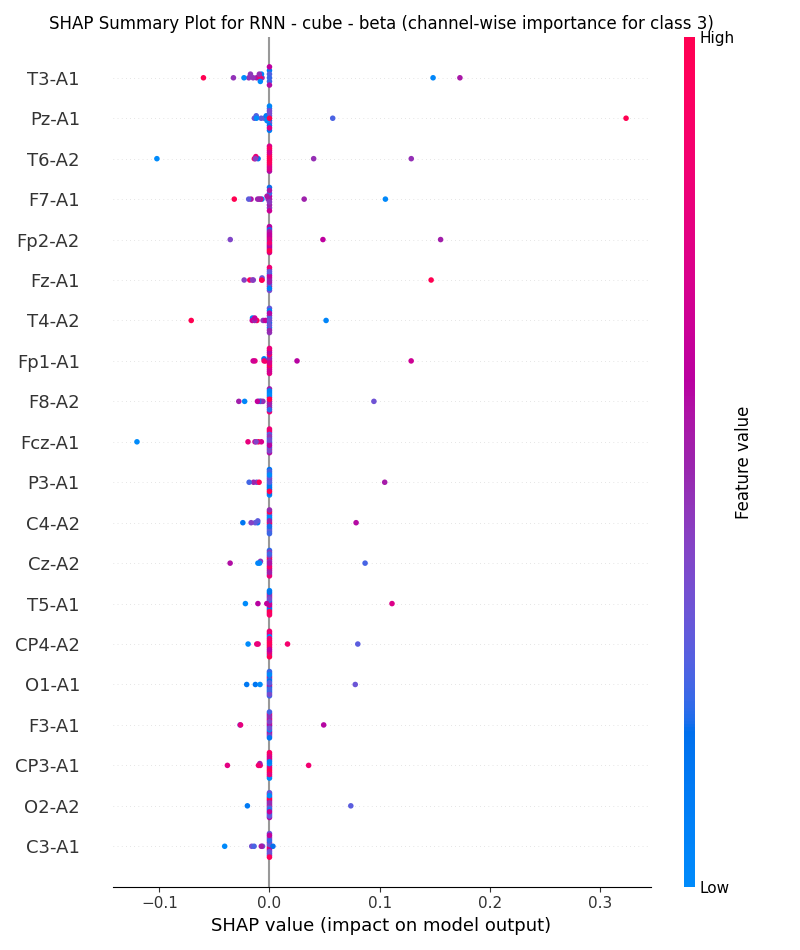 SHAP Summary Plot for RNN - cube - beta (channel-wise importance for class 3)
High
T3-A1
Pz-A1
T6-A2
F7-A1
Fp2-A2
Fz-A1
T4-A2
Fp1-A1
F8-A2
Fcz-A1
P3-A1
C4-A2
Cz-A2
T5-A1
CP4-A2
O1-A1
F3-A1
CP3-A1
O2-A2
C3-A1
Feature value
Low
−0.1 0.0 0.1 0.2 0.3
SHAP value (impact on model output)